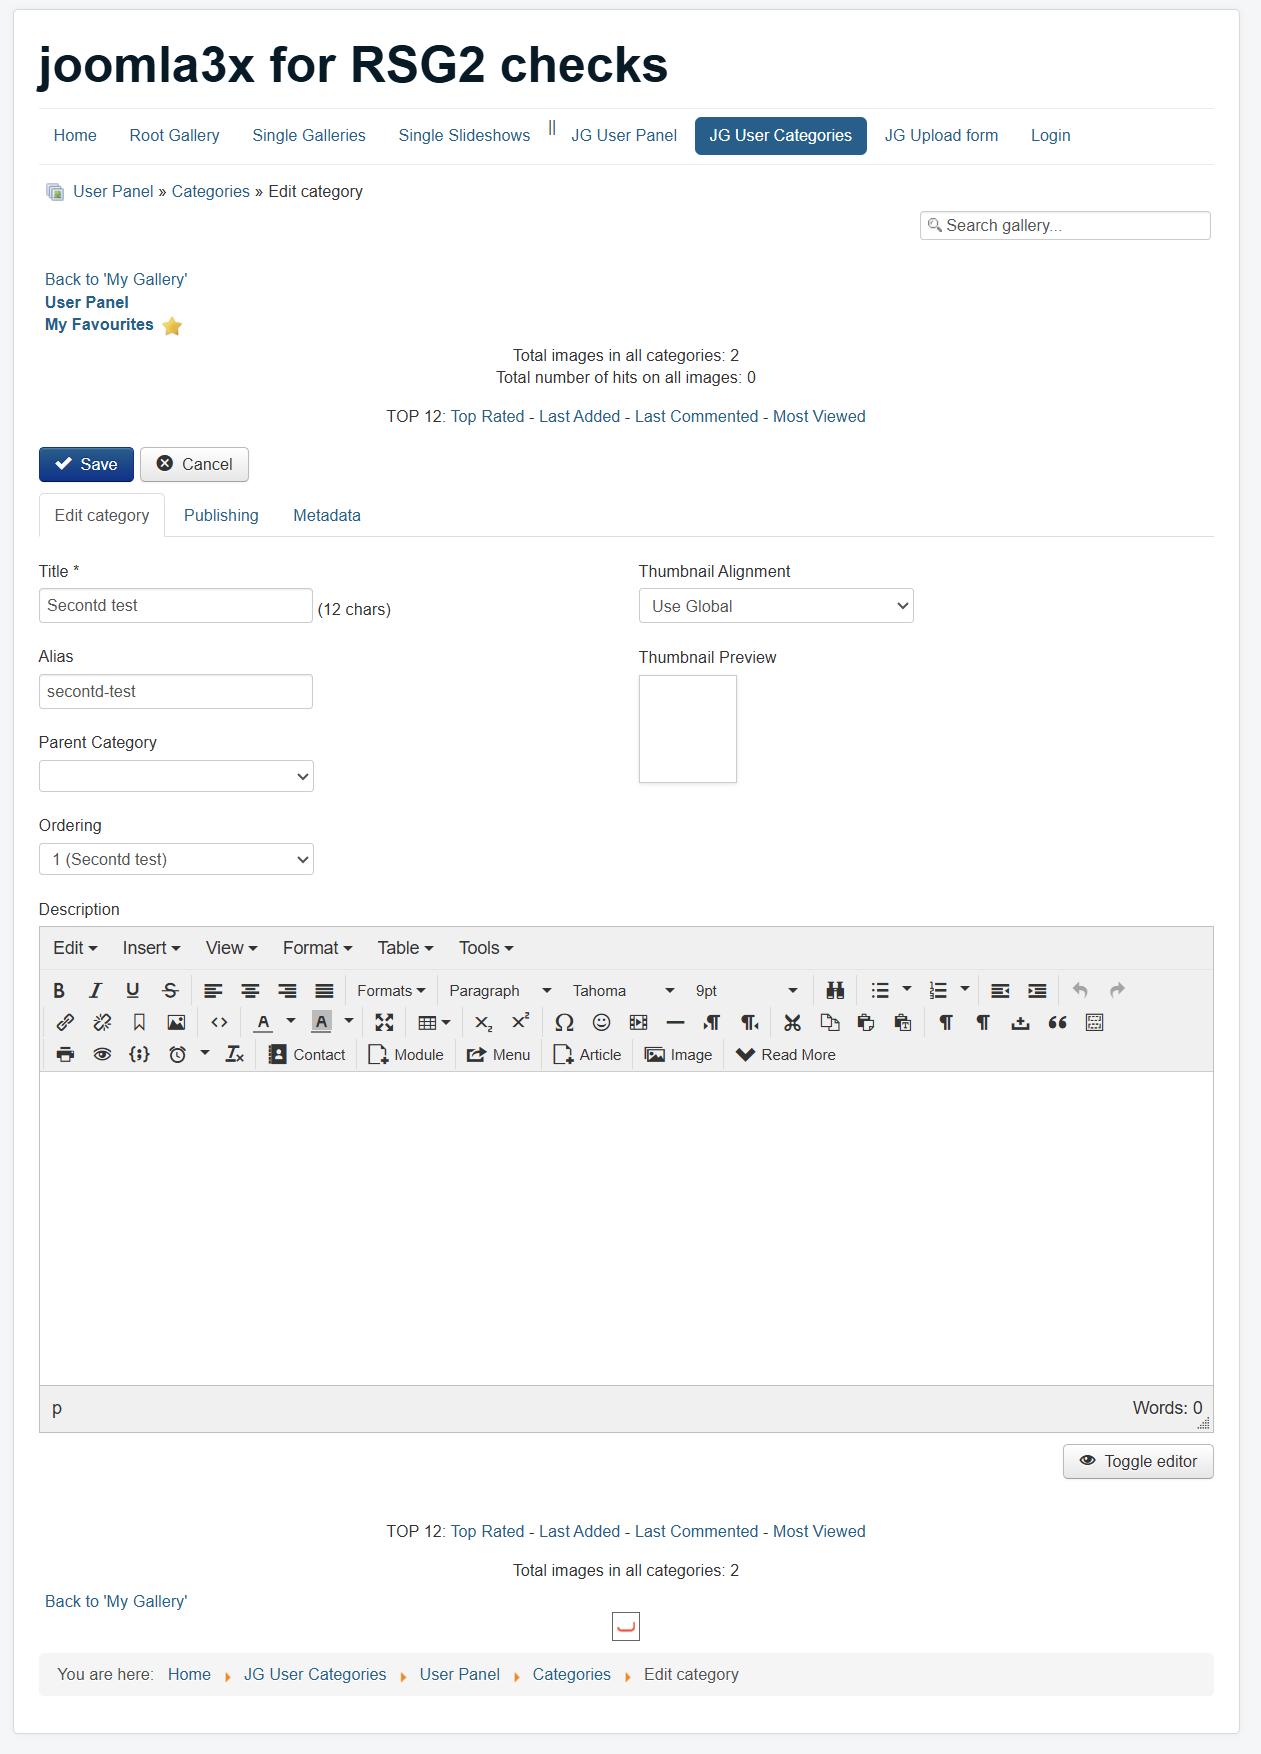 joomla3x for RSG2 checks
Home Root Gallery Single Galleries Single Slideshows || JG User Panel JG User Categories JG Upload form Login
User Panel » Categories » Edit category
Search gallery...
Back to 'My Gallery'
User Panel
My Favourites
Total images in all categories: 2
Total number of hits on all images: 0
TOP 12: Top Rated - Last Added - Last Commented - Most Viewed
Save Cancel
Edit category Publishing Metadata
Title *
Secontd test (12 chars)
Alias
secontd-test
Parent Category
Ordering
1 (Secontd test)
Thumbnail Alignment
Use Global
Thumbnail Preview
Description
Edit Insert View Format Table Tools
B I U S Formats Paragraph Tahoma 9pt
A A
Contact Module Menu Article Image Read More
p Words: 0
Toggle editor
TOP 12: Top Rated - Last Added - Last Commented - Most Viewed
Total images in all categories: 2
Back to 'My Gallery'
You are here: Home JG User Categories User Panel Categories Edit category